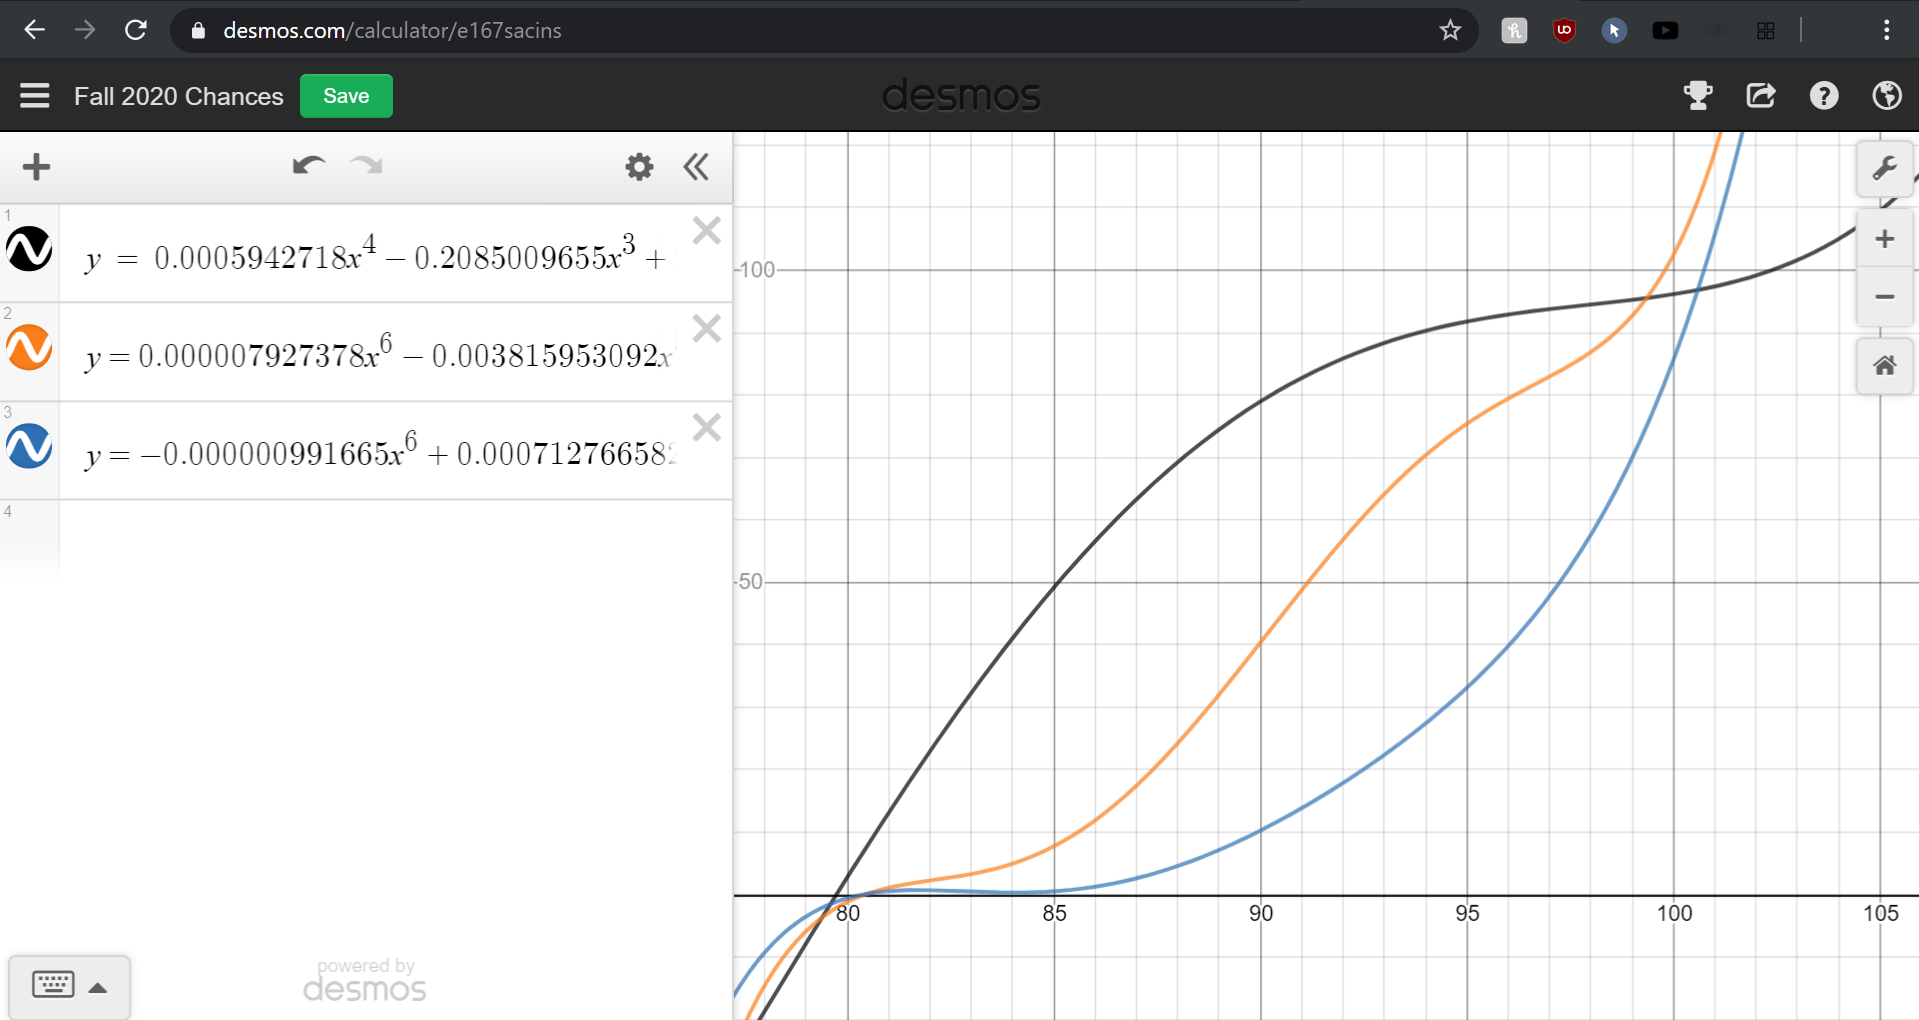 desmos.com/calculator/e167sacins
Fall 2020 Chances
Save
desmos
1
y = 0.0005942718x^4 − 0.2085009655x^3 +
2
y = 0.000007927378x^6 − 0.003815953092x
3
y = −0.000000991665x^6 + 0.00071276658
4
powered by
desmos
100
50
80 85 90 95 100 105